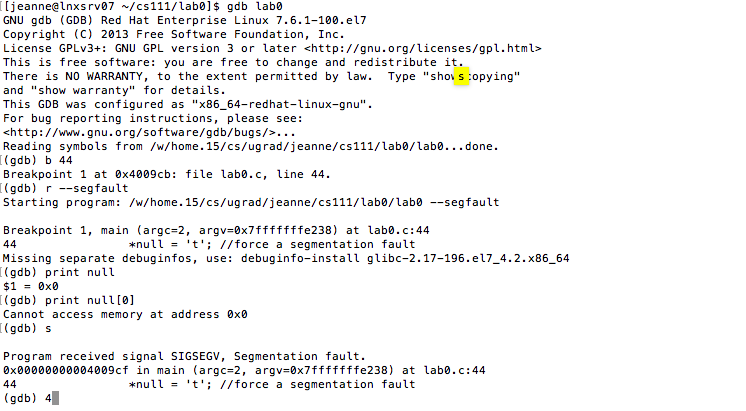 [[jeanne@lnxsrv07 ~/cs111/lab0]$ gdb lab0
GNU gdb (GDB) Red Hat Enterprise Linux 7.6.1-100.el7
Copyright (C) 2013 Free Software Foundation, Inc.
License GPLv3+: GNU GPL version 3 or later <http://gnu.org/licenses/gpl.html>
This is free software: you are free to change and redistribute it.
There is NO WARRANTY, to the extent permitted by law.  Type "show s:opying"
and "show warranty" for details.
This GDB was configured as "x86_64-redhat-linux-gnu".
For bug reporting instructions, please see:
<http://www.gnu.org/software/gdb/bugs/>...
Reading symbols from /w/home.15/cs/ugrad/jeanne/cs111/lab0/lab0...done.
[(gdb) b 44
Breakpoint 1 at 0x4009cb: file lab0.c, line 44.
[(gdb) r --segfault
Starting program: /w/home.15/cs/ugrad/jeanne/cs111/lab0/lab0 --segfault
Breakpoint 1, main (argc=2, argv=0x7fffffffe238) at lab0.c:44
44              *null = 't'; //force a segmentation fault
Missing separate debuginfos, use: debuginfo-install glibc-2.17-196.el7_4.2.x86_64
[(gdb) print null
$1 = 0x0
[(gdb) print null[0]
Cannot access memory at address 0x0
[(gdb) s
Program received signal SIGSEGV, Segmentation fault.
0x00000000004009cf in main (argc=2, argv=0x7fffffffe238) at lab0.c:44
44              *null = 't'; //force a segmentation fault
(gdb) 4